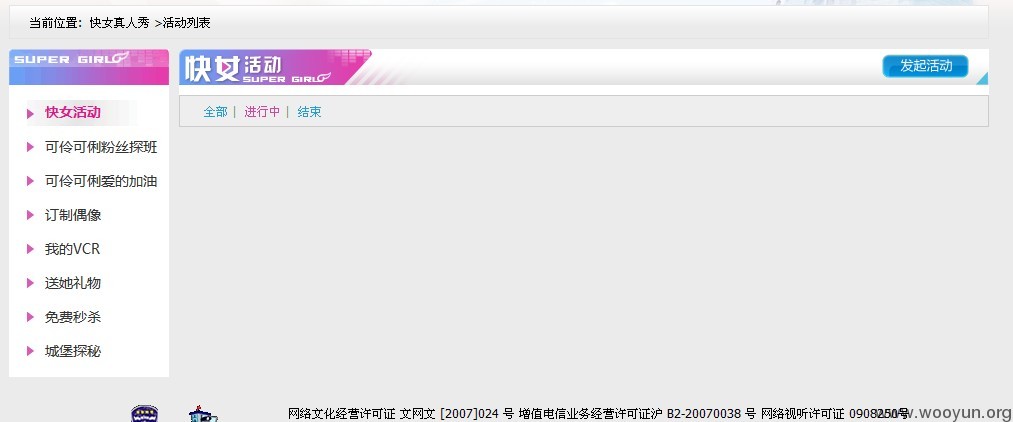 当前位置：快女真人秀 >活动列表
SUPER GIRL
快女活动
SUPER GIRL
发起活动
全部 | 进行中 | 结束
快女活动
可伶可俐粉丝探班
可伶可俐爱的加油
订制偶像
我的VCR
送她礼物
免费秒杀
城堡探秘
网络文化经营许可证 文网文 [2007]024 号 增值电信业务经营许可证沪 B2-20070038 号 网络视听许可证 0908250号
www.wooyun.org